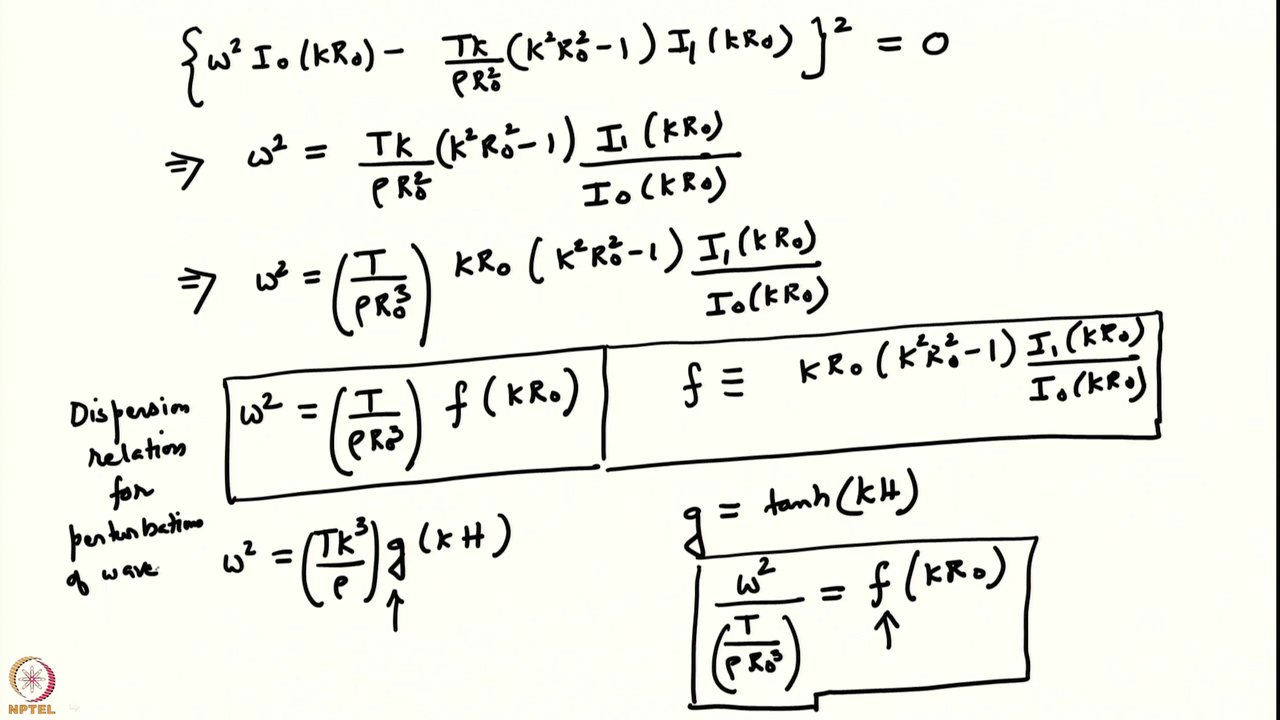 {ω² I₀(kR₀) − Tk/ρR₀² (k²R₀²−1) I₁(kR₀)}² = 0
⇒ ω² = Tk/ρR₀² (k²R₀²−1) I₁(kR₀)/I₀(kR₀)
⇒ ω² = (T/ρR₀³) kR₀ (k²R₀²−1) I₁(kR₀)/I₀(kR₀)
Dispersion
relation
for
perturbation
of wave
ω² = (T/ρR₀³) f(kR₀)
f ≡ kR₀ (k²R₀²−1) I₁(kR₀)/I₀(kR₀)
ω² = (Tk³/ρ) g(kH)
↑
g = tanh(kH)
ω²/(T/ρR₀³) = f(kR₀)
↑
NPTEL